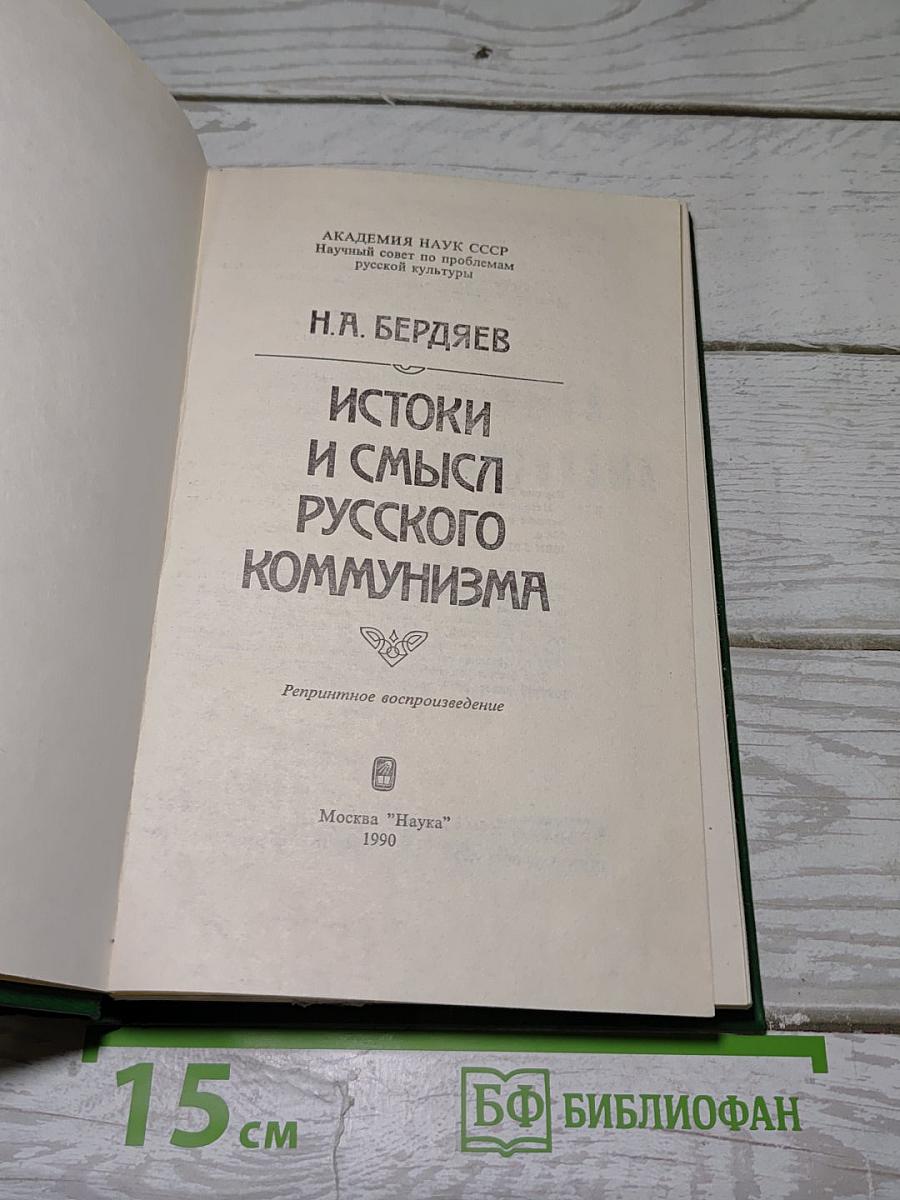 АКАДЕМИЯ НАУК СССР
Научный совет по проблемам
русской культуры
Н.А. БЕРДЯЕВ
ИСТОКИ
И СМЫСЛ
РУССКОГО
КОММУНИЗМА
Репринтное воспроизведение
Москва "Наука"
1990
15 см
БФ БИБЛИОФАН